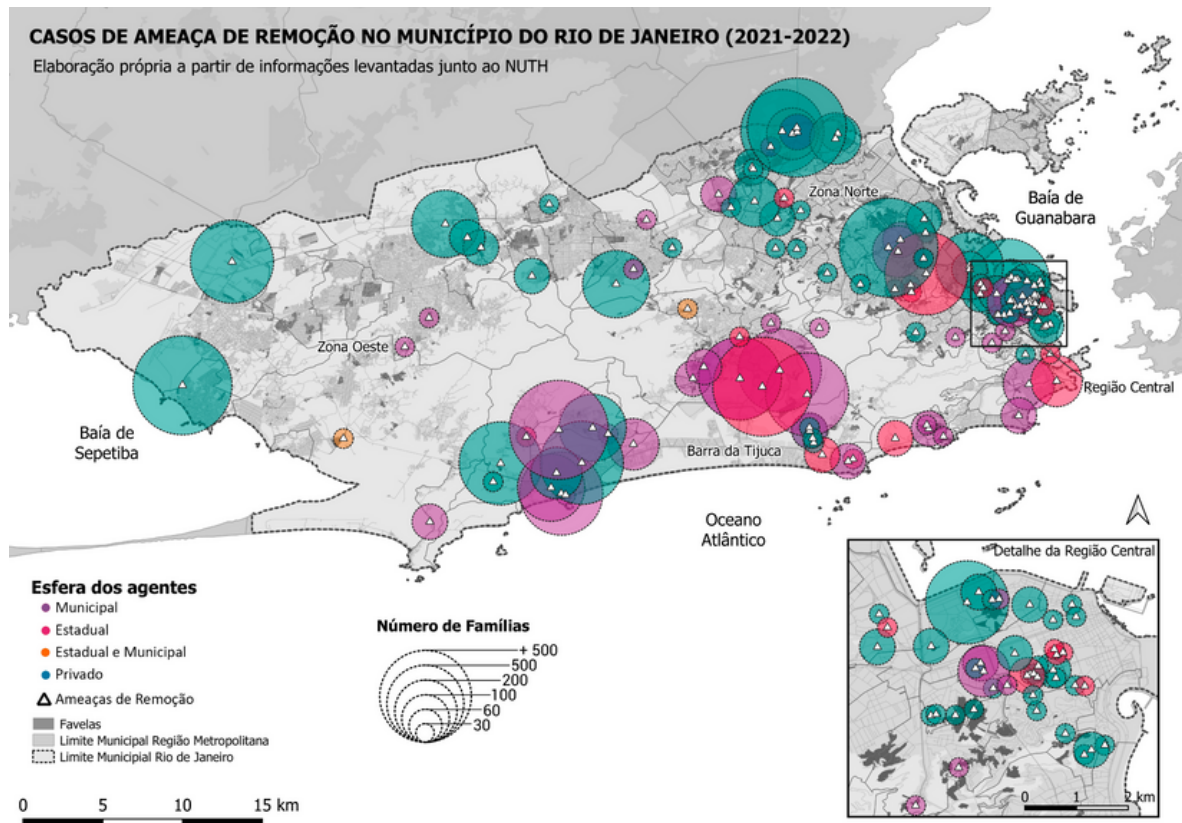 CASOS DE AMEAÇA DE REMOÇÃO NO MUNICÍPIO DO RIO DE JANEIRO (2021-2022)
Elaboração própria a partir de informações levantadas junto ao NUTH
Zona Norte
Baía de
Guanabara
Zona Oeste
Região Central
Baía de
Sepetiba
Barra da Tijuca
Oceano
Atlântico
Detalhe da Região Central
Esfera dos agentes
Municipal
Estadual
Estadual e Municipal
Privado
Ameaças de Remoção
Favelas
Limite Municipal Região Metropolitana
Limite Municipial Rio de Janeiro
Número de Famílias
+ 500
500
200
100
60
30
0 1 2 km
0 5 10 15 km